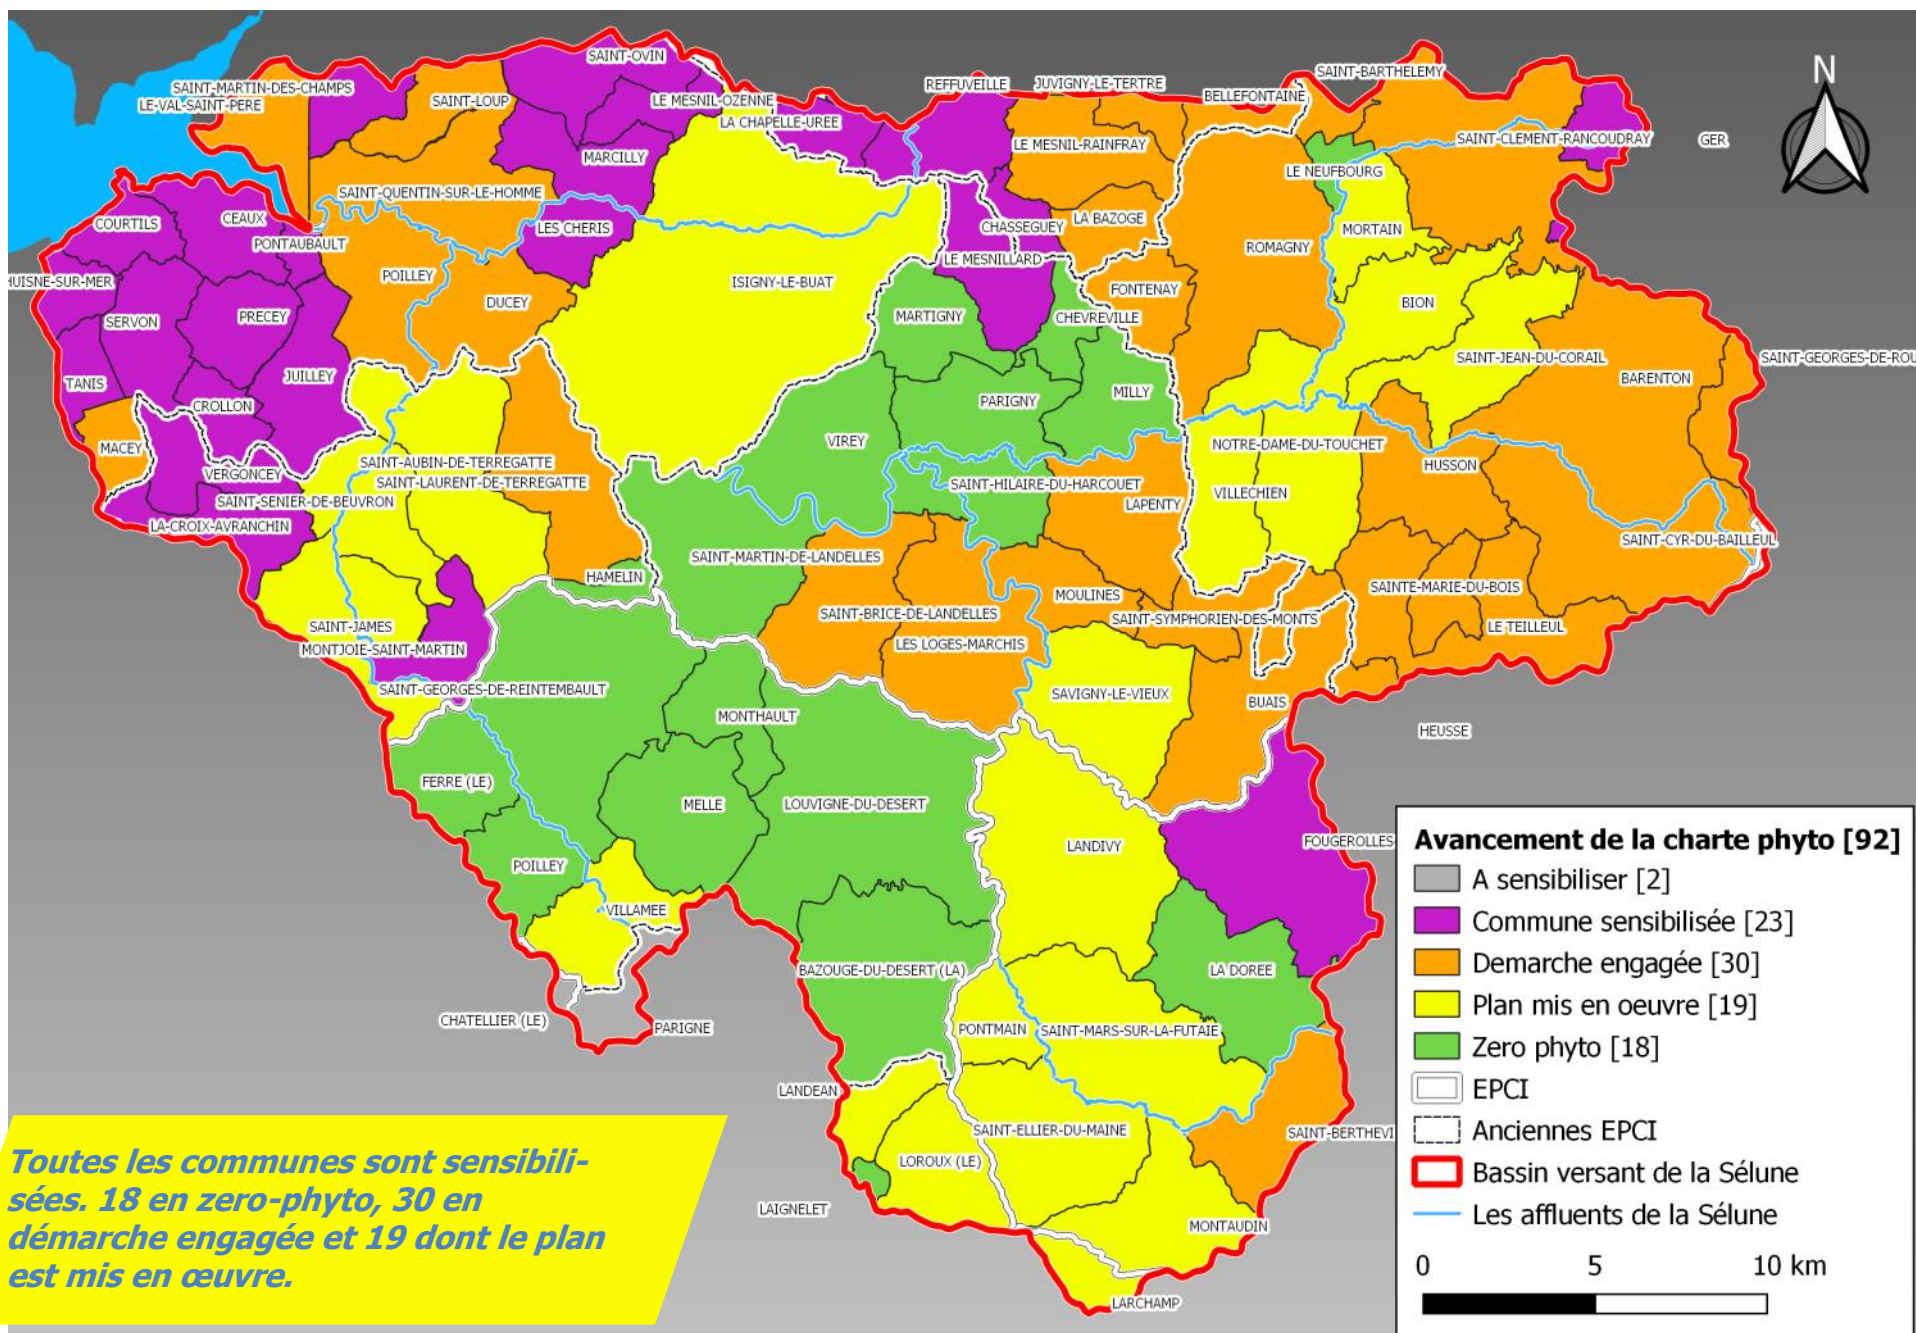 SAINT-OVIN
SAINT-MARTIN-DES-CHAMPS
LE-VAL-SAINT-PERE
SAINT-LOUP
LE MESNIL-OZENNE
LA CHAPELLE-UREE
REFFUVEILLE
JUVIGNY-LE-TERTRE
BELLEFONTAINE
SAINT-BARTHELEMY
SAINT-CLEMENT-RANCOUDRAY
GER
N
MARCILLY
LE MESNIL-RAINFRAY
LE NEUFBOURG
SAINT-QUENTIN-SUR-LE-HOMME
COURTILS
CEAUX
PONTAUBAULT
LES CHERIS
CHASSEGUEY
LA BAZOGE
ROMAGNY
MORTAIN
HUISNE-SUR-MER
POILLEY
DUCEY
ISIGNY-LE-BUAT
LE MESNILLARD
FONTENAY
BION
SERVON
PRECEY
MARTIGNY
CHEVREVILLE
TANIS
JUILLEY
SAINT-JEAN-DU-CORAIL
SAINT-GEORGES-DE-ROU
BARENTON
CROLLON
PARIGNY
MILLY
MACEY
VIREY
NOTRE-DAME-DU-TOUCHET
HUSSON
VERGONCEY
SAINT-AUBIN-DE-TERREGATTE
SAINT-LAURENT-DE-TERREGATTE
SAINT-SENIER-DE-BEUVRON
SAINT-HILAIRE-DU-HARCOUET
LAPENTY
VILLECHIEN
LA-CROIX-AVRANCHIN
SAINT-MARTIN-DE-LANDELLES
SAINT-CYR-DU-BAILLEUL
HAMELIN
MOULINES
SAINTE-MARIE-DU-BOIS
SAINT-JAMES
SAINT-BRICE-DE-LANDELLES
SAINT-SYMPHORIEN-DES-MONTS
LE TEILLEUL
MONTJOIE-SAINT-MARTIN
LES LOGES-MARCHIS
SAINT-GEORGES-DE-REINTEMBAULT
SAVIGNY-LE-VIEUX
BUAIS
MONTHAULT
HEUSSE
FERRE (LE)
MELLE
LOUVIGNE-DU-DESERT
LANDIVY
FOUGEROLLES-
POILLEY
VILLAMEE
BAZOUGE-DU-DESERT (LA)
LA DOREE
CHATELLIER (LE)
PARIGNE
PONTMAIN
SAINT-MARS-SUR-LA-FUTAIE
LANDEAN
SAINT-ELLIER-DU-MAINE
SAINT-BERTHEVI
LOROUX (LE)
LAIGNELET
MONTAUDIN
LARCHAMP
Avancement de la charte phyto [92]
A sensibiliser [2]
Commune sensibilisée [23]
Demarche engagée [30]
Plan mis en oeuvre [19]
Zero phyto [18]
EPCI
Anciennes EPCI
Bassin versant de la Sélune
Les affluents de la Sélune
0 5 10 km
Toutes les communes sont sensibili-
sées. 18 en zero-phyto, 30 en
démarche engagée et 19 dont le plan
est mis en œuvre.